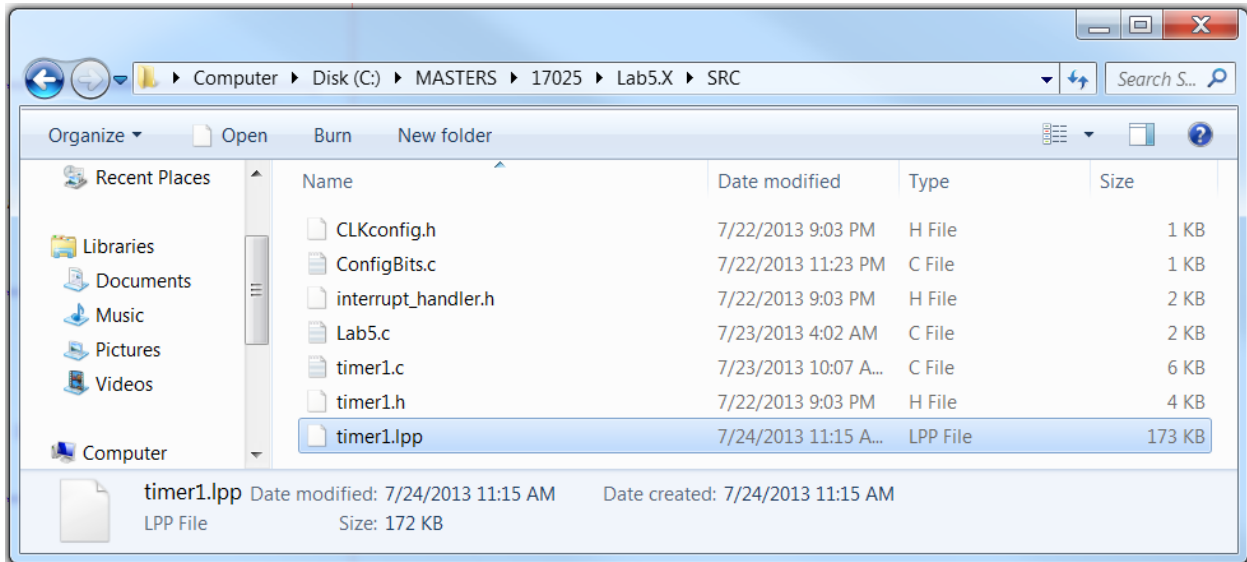 Computer Disk (C:) MASTERS 17025 Lab5.X SRC Search S...
Organize Open Burn New folder
Recent Places
Libraries
Documents
Music
Pictures
Videos
Computer
Name Date modified Type Size
CLKconfig.h 7/22/2013 9:03 PM H File 1 KB
ConfigBits.c 7/22/2013 11:23 PM C File 1 KB
interrupt_handler.h 7/22/2013 9:03 PM H File 2 KB
Lab5.c 7/23/2013 4:02 AM C File 2 KB
timer1.c 7/23/2013 10:07 A... C File 6 KB
timer1.h 7/22/2013 9:03 PM H File 4 KB
timer1.lpp 7/24/2013 11:15 A... LPP File 173 KB
timer1.lpp Date modified: 7/24/2013 11:15 AM Date created: 7/24/2013 11:15 AM
LPP File Size: 172 KB